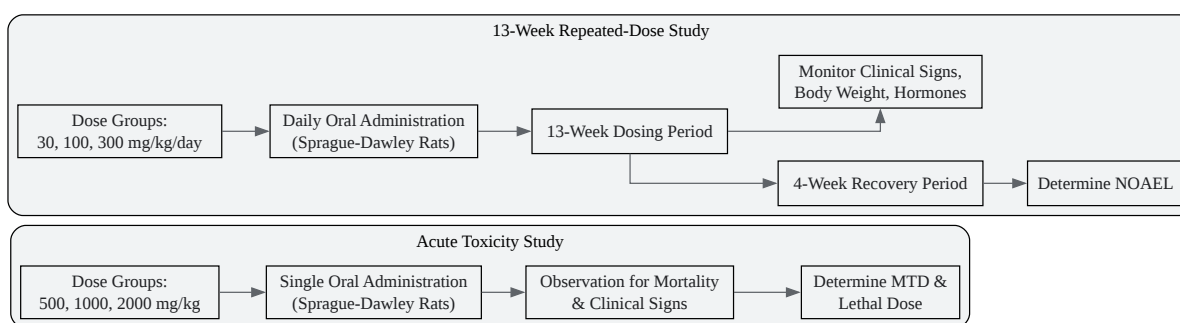 13-Week Repeated-Dose Study
Dose Groups:
30, 100, 300 mg/kg/day
Daily Oral Administration
(Sprague-Dawley Rats)
13-Week Dosing Period
Monitor Clinical Signs,
Body Weight, Hormones
4-Week Recovery Period
Determine NOAEL
Acute Toxicity Study
Dose Groups:
500, 1000, 2000 mg/kg
Single Oral Administration
(Sprague-Dawley Rats)
Observation for Mortality
& Clinical Signs
Determine MTD &
Lethal Dose